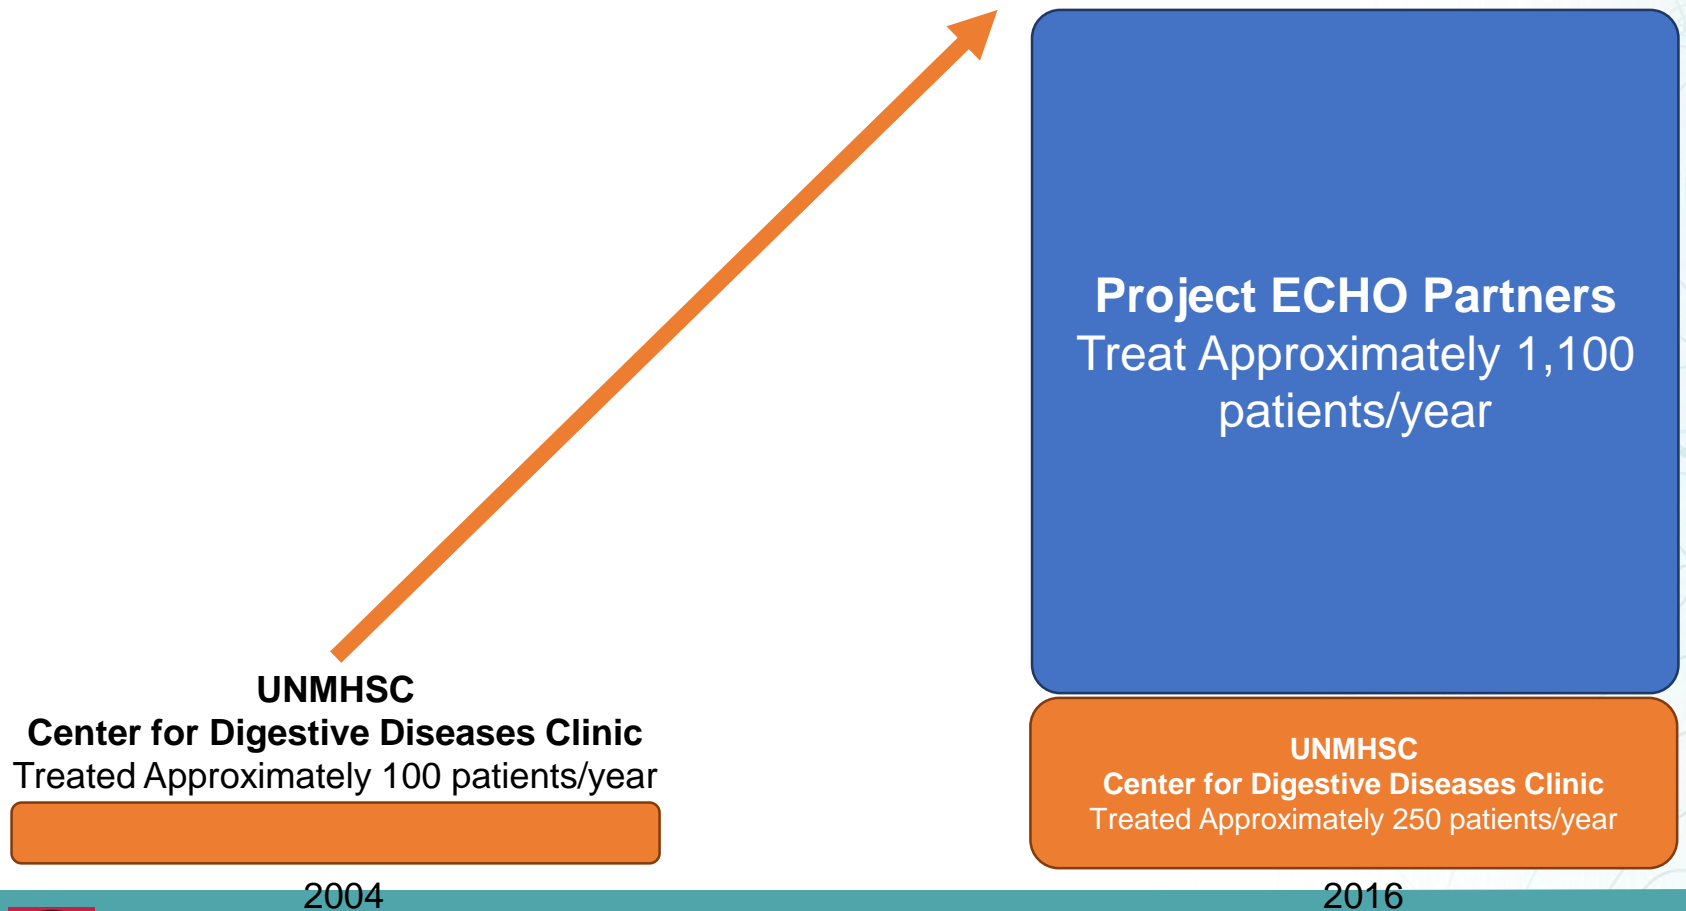 UNMHSC
Center for Digestive Diseases Clinic
Treated Approximately 100 patients/year
2004
Project ECHO Partners
Treat Approximately 1,100
patients/year
UNMHSC
Center for Digestive Diseases Clinic
Treated Approximately 250 patients/year
2016